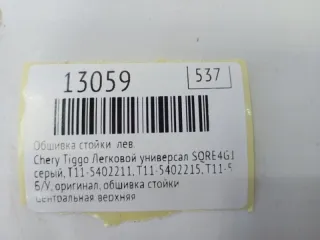 13059
537
Обшивка стойки лев.
Chery Tiggo Легковой универсал SQRE4G1
серый, T11-5402211, T11-5402215, T11-5
Б/У, оригинал, обшивка стойки
центральная верхняя